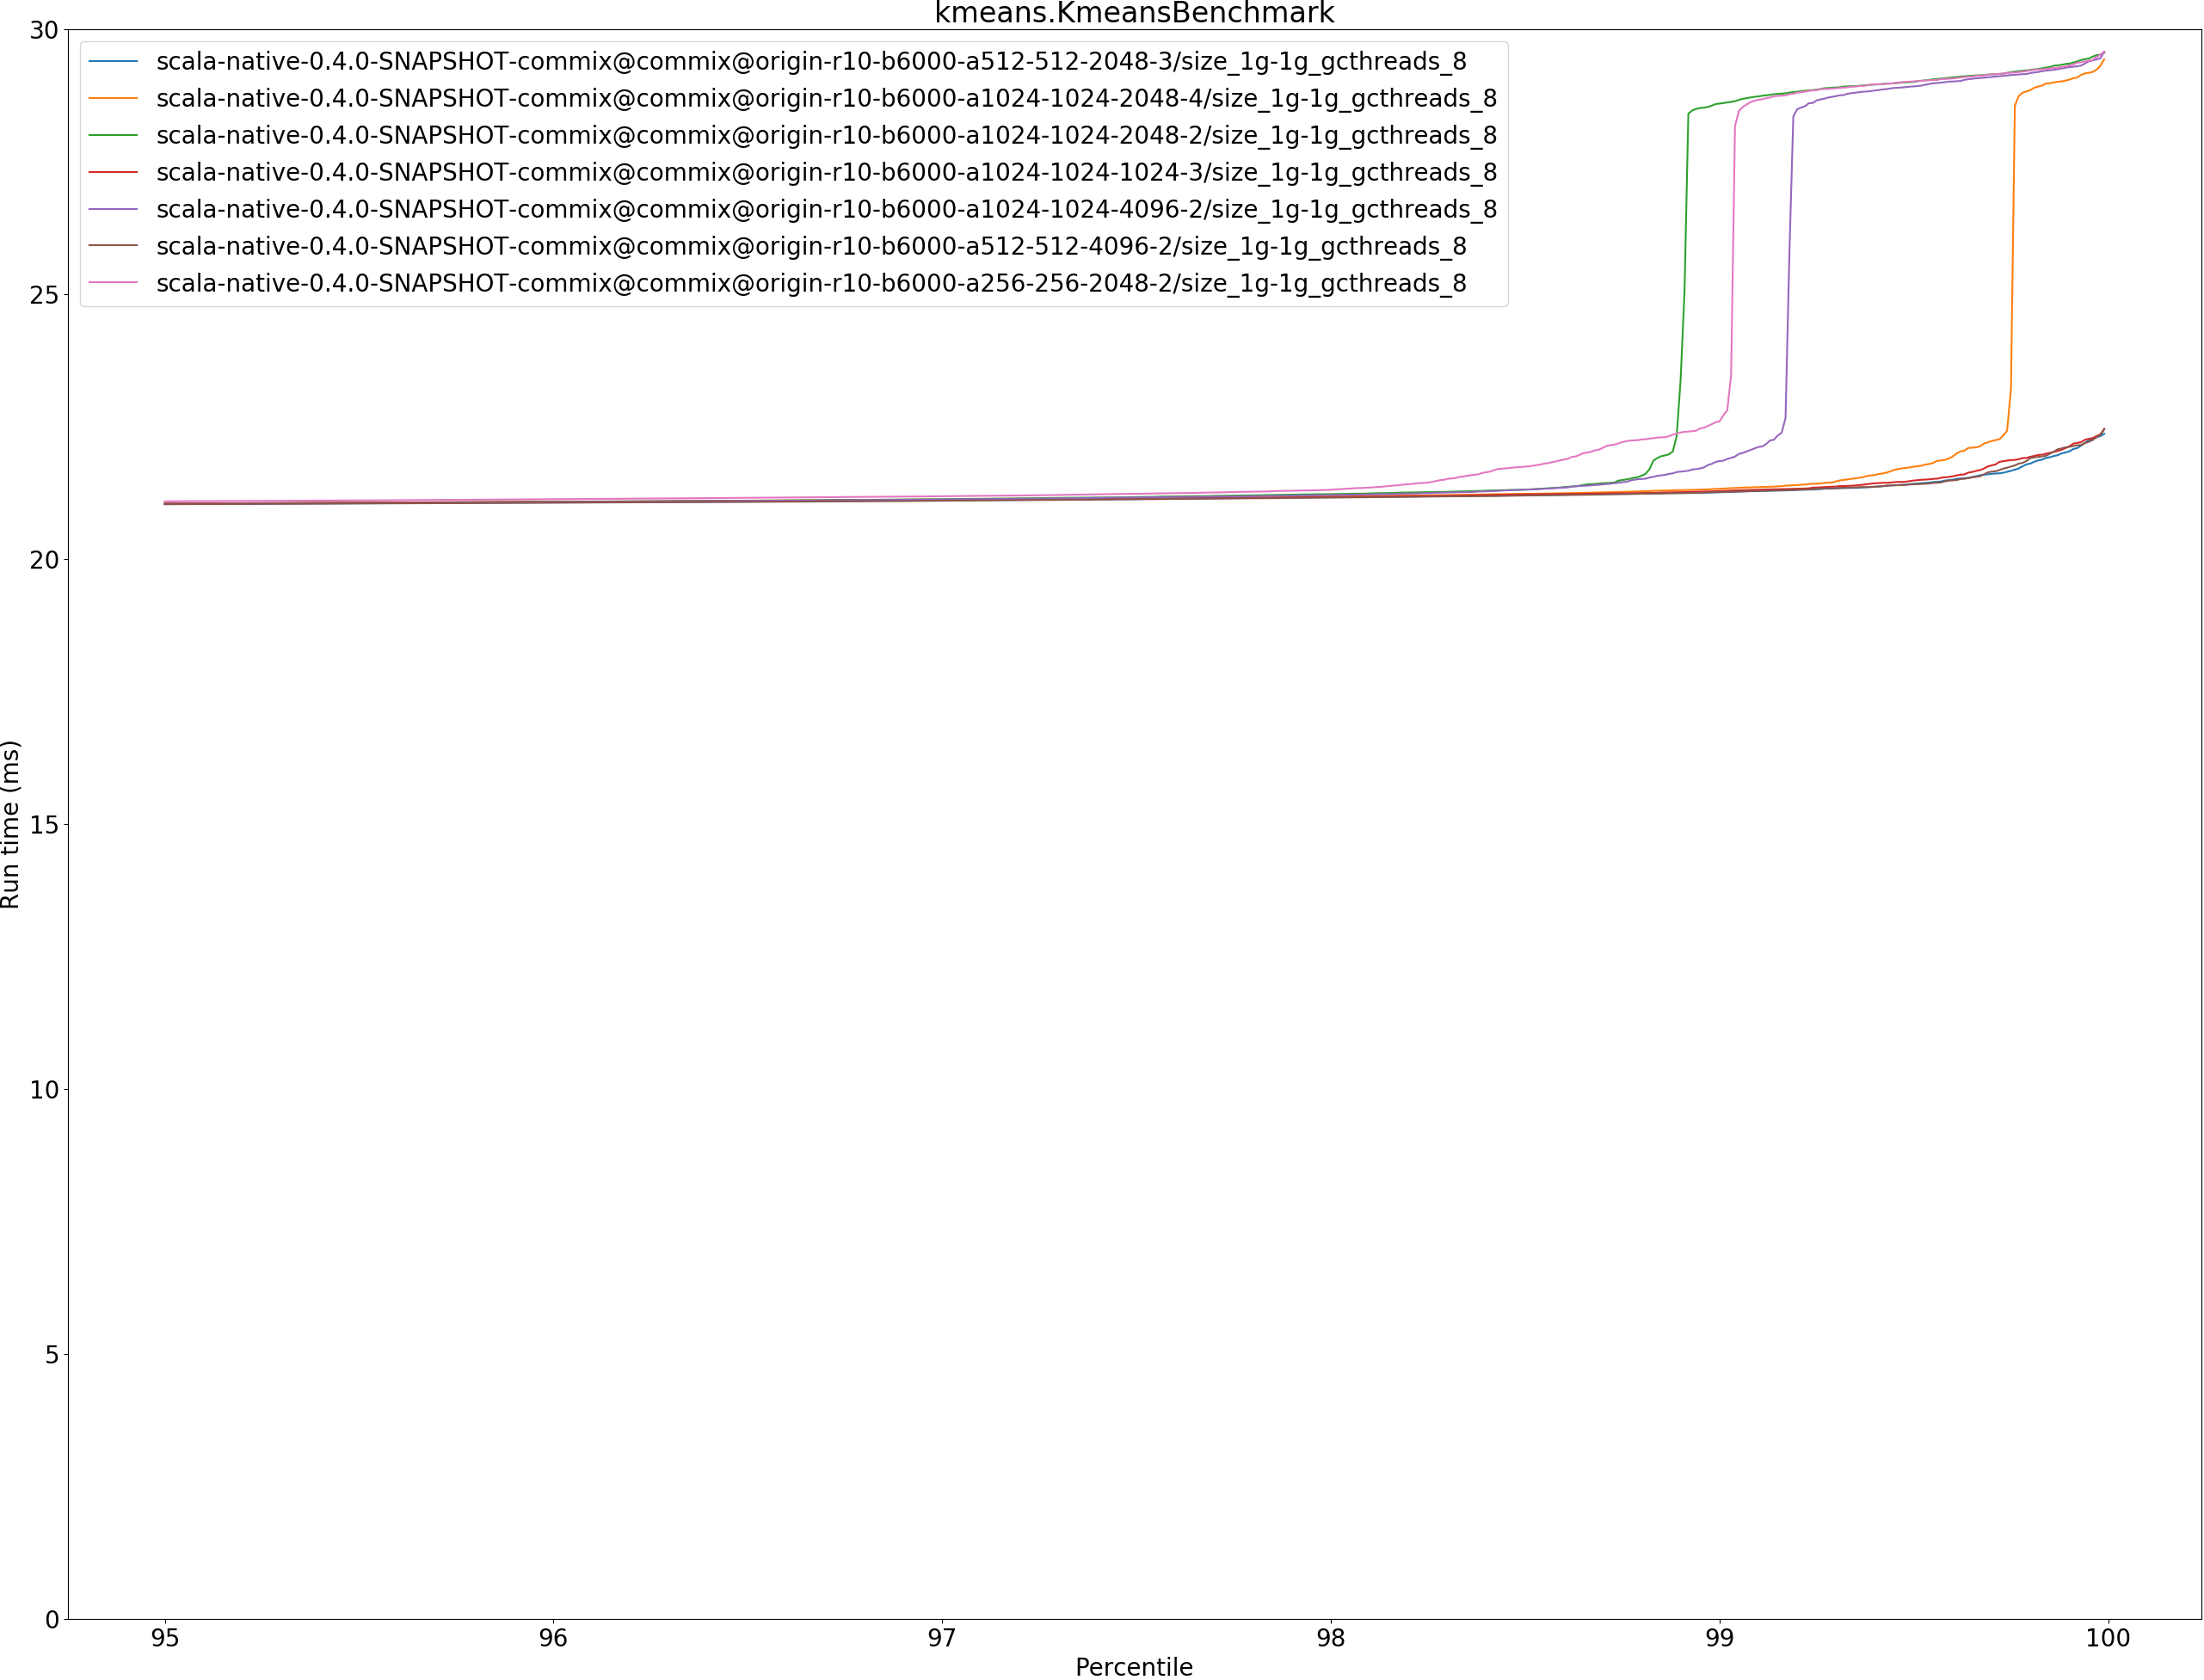 kmeans.KmeansBenchmark
30
scala-native-0.4.0-SNAPSHOT-commix@commix@origin-r10-b6000-a512-512-2048-3/size_1g-1g_gcthreads_8
scala-native-0.4.0-SNAPSHOT-commix@commix@origin-r10-b6000-a1024-1024-2048-4/size_1g-1g_gcthreads_8
scala-native-0.4.0-SNAPSHOT-commix@commix@origin-r10-b6000-a1024-1024-2048-2/size_1g-1g_gcthreads_8
scala-native-0.4.0-SNAPSHOT-commix@commix@origin-r10-b6000-a1024-1024-1024-3/size_1g-1g_gcthreads_8
scala-native-0.4.0-SNAPSHOT-commix@commix@origin-r10-b6000-a1024-1024-4096-2/size_1g-1g_gcthreads_8
scala-native-0.4.0-SNAPSHOT-commix@commix@origin-r10-b6000-a512-512-4096-2/size_1g-1g_gcthreads_8
scala-native-0.4.0-SNAPSHOT-commix@commix@origin-r10-b6000-a256-256-2048-2/size_1g-1g_gcthreads_8
25
20
15
10
5
0
Run time (ms)
95 96 97 98 99 100
Percentile